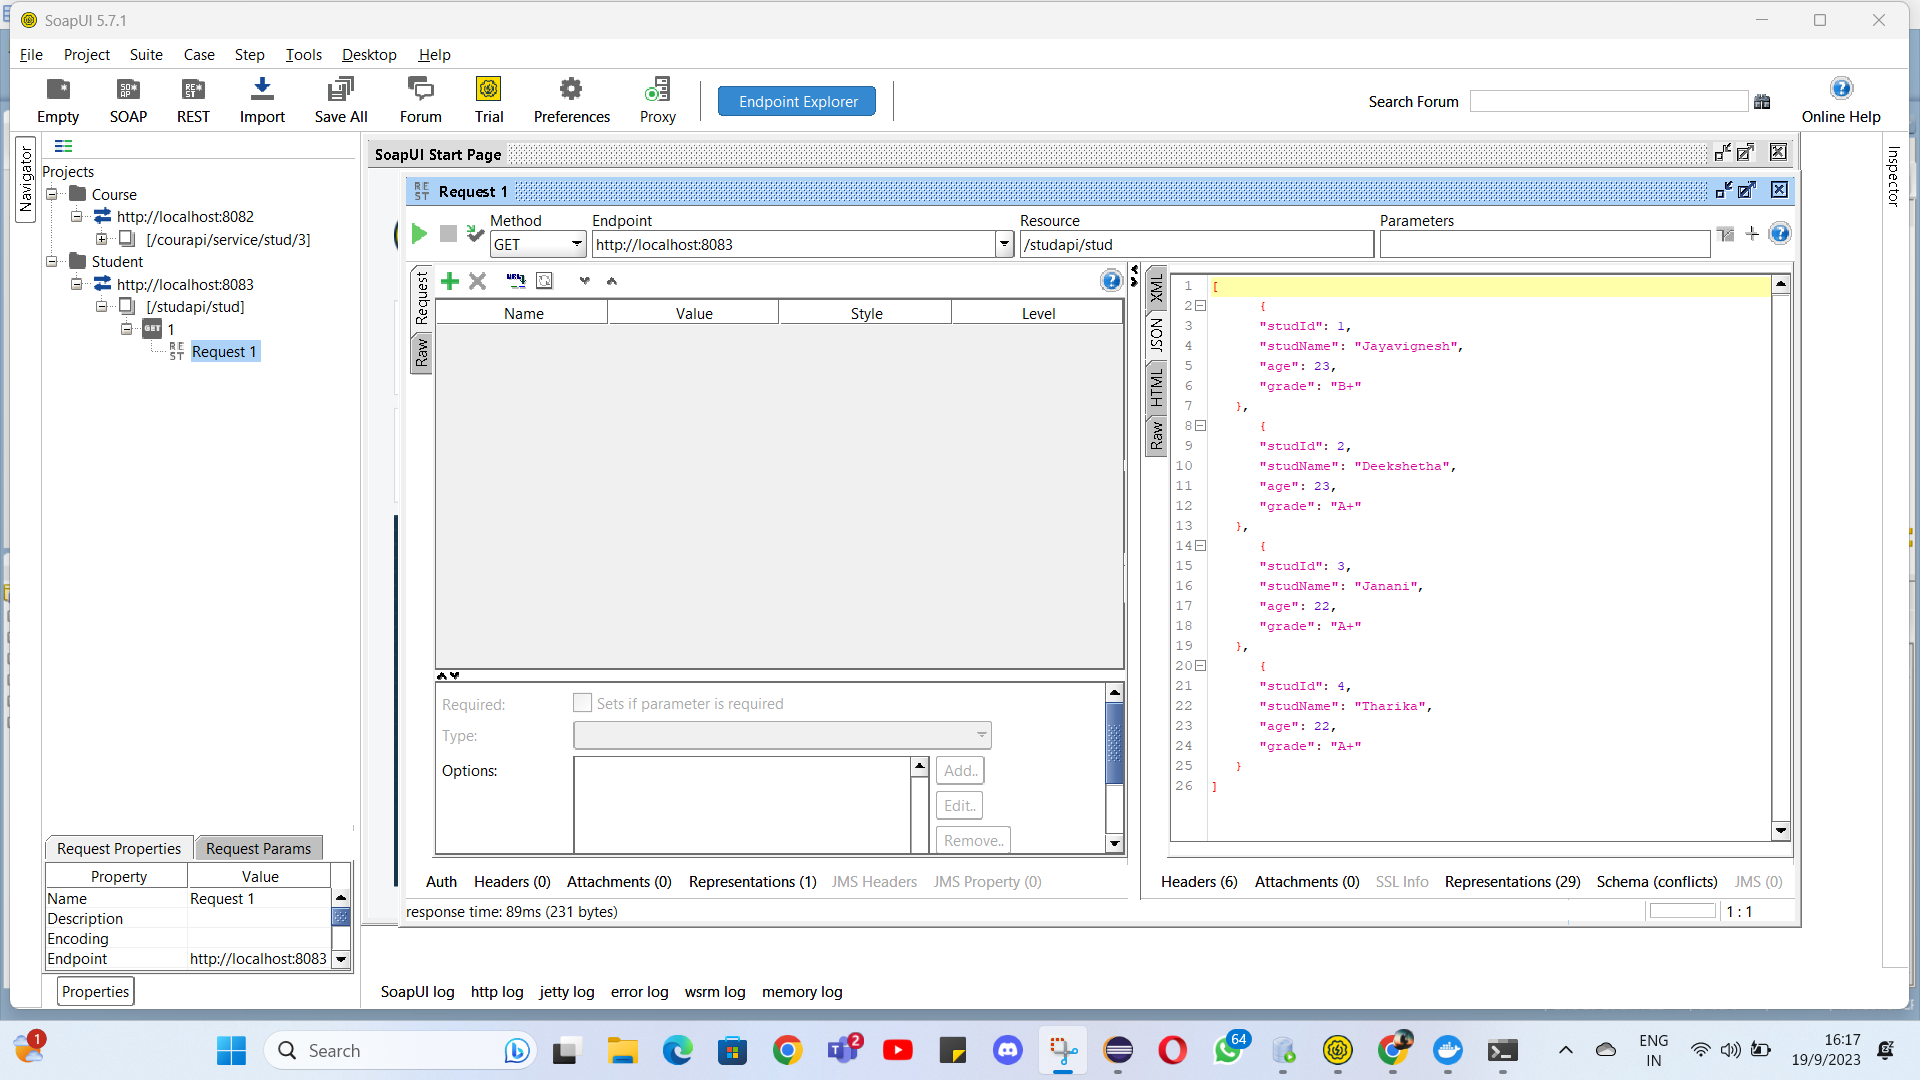 SoapUI 5.7.1
File Project Suite Case Step Tools Desktop Help
Empty SOAP REST Import Save All Forum Trial Preferences Proxy Endpoint Explorer Search Forum Online Help
Navigator
Projects
Course
http://localhost:8082
[/courapi/service/stud/3]
Student
http://localhost:8083
[/studapi/stud]
GET 1
REST Request 1
Request Properties Request Params
Property Value
Name Request 1
Description
Encoding
Endpoint http://localhost:8083
Properties
SoapUI Start Page
REST Request 1
Method Endpoint Resource Parameters
GET http://localhost:8083 /studapi/stud
Request
Raw
Name Value Style Level
Required: Sets if parameter is required
Type:
Options: Add..
Edit..
Remove..
Auth Headers (0) Attachments (0) Representations (1) JMS Headers JMS Property (0)
response time: 89ms (231 bytes)
XML
JSON
HTML
Raw
1 [
2 {
3 "studId": 1,
4 "studName": "Jayavignesh",
5 "age": 23,
6 "grade": "B+"
7 },
8 {
9 "studId": 2,
10 "studName": "Deekshetha",
11 "age": 23,
12 "grade": "A+"
13 },
14 {
15 "studId": 3,
16 "studName": "Janani",
17 "age": 22,
18 "grade": "A+"
19 },
20 {
21 "studId": 4,
22 "studName": "Tharika",
23 "age": 22,
24 "grade": "A+"
25 }
26 ]
Headers (6) Attachments (0) SSL Info Representations (29) Schema (conflicts) JMS (0)
1 : 1
Inspector
SoapUI log http log jetty log error log wsrm log memory log
1
Search
2
64
ENG
IN
16:17
19/9/2023